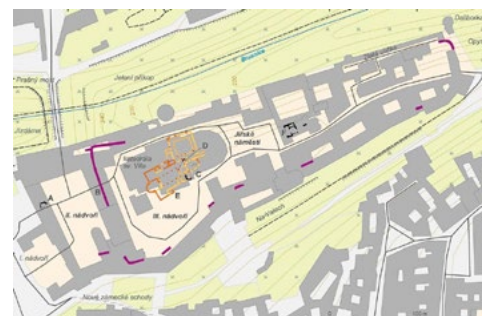 Brusnice
Jelení příkop
Prašný most
Jízdárna
Jiřské
náměstí
katedrála
sv. Víta
D
C
E
B
A
II. nádvoří
III. nádvoří
I. nádvoří
Na Valech
Nové zámecké schody